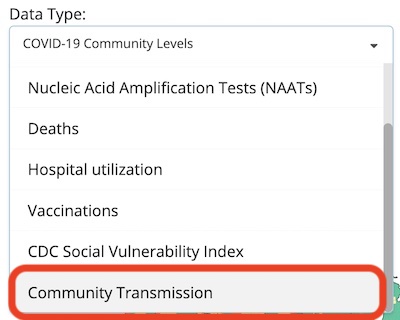 Data Type:
COVID-19 Community Levels
Nucleic Acid Amplification Tests (NAATs)
Deaths
Hospital utilization
Vaccinations
CDC Social Vulnerability Index
Community Transmission